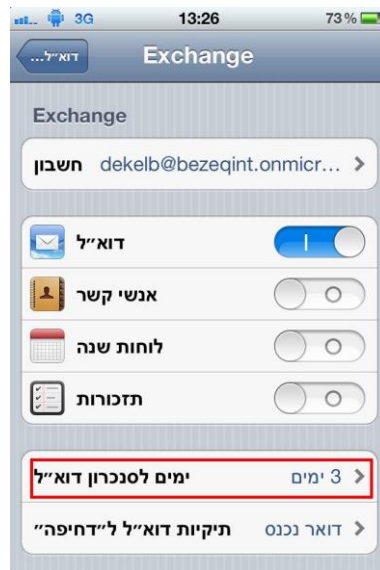 3G 13:26 73%
דוא״ל... Exchange
Exchange
חשבון dekelb@bezeqint.onmicr...
דוא״ל
אנשי קשר
לוחות שנה
תזכורות
ימים לסנכרון דוא״ל 3 ימים
תיקיות דוא״ל ל״דחיפה״ דואר נכנס